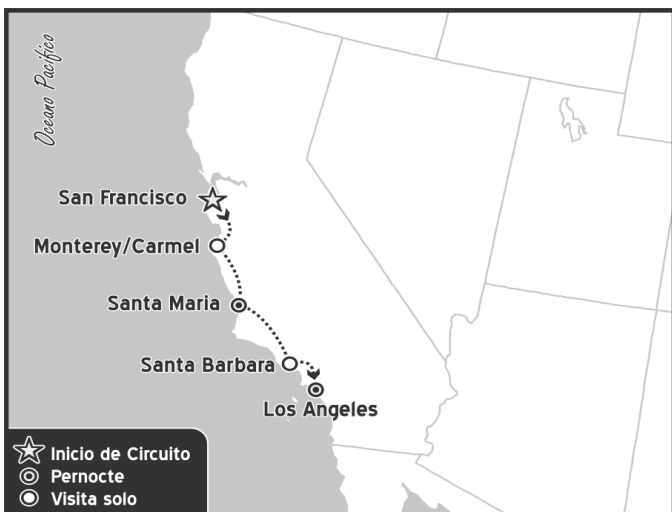 Oceano Pacifico
San Francisco
Monterey/Carmel
Santa Maria
Santa Barbara
Los Angeles
Inicio de Circuito
Pernocte
Visita solo